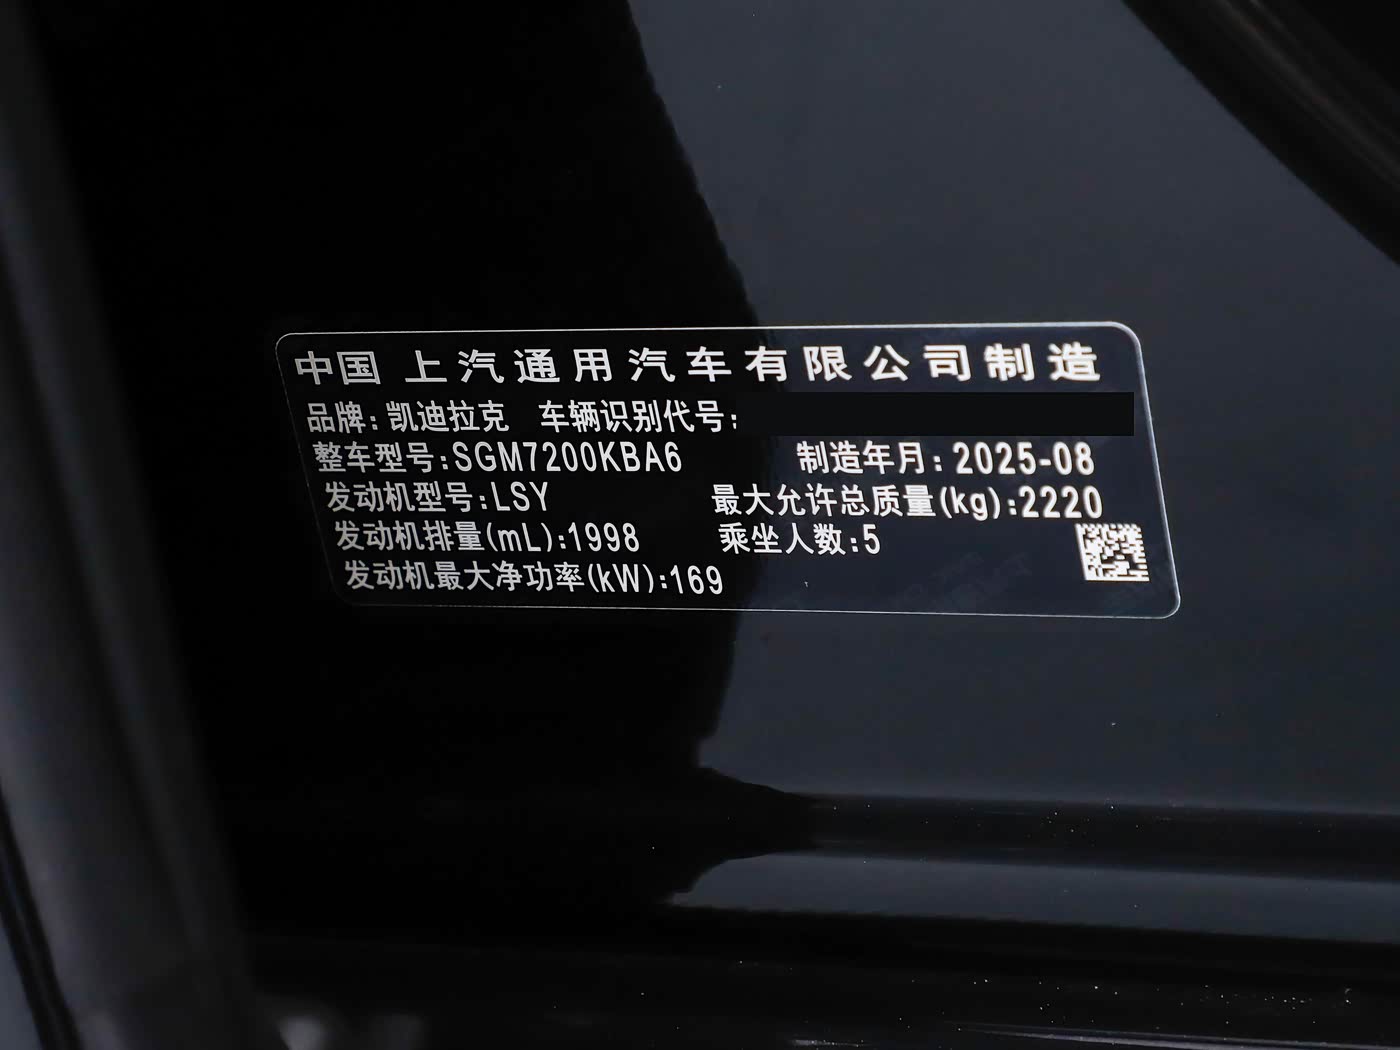 中国 上汽通用汽车有限公司制造
品牌：凯迪拉克 车辆识别代号：
整车型号:SGM7200KBA6 制造年月：2025-08
发动机型号:LSY 最大允许总质量(kg):2220
发动机排量(mL):1998 乘坐人数:5
发动机最大净功率(kW):169